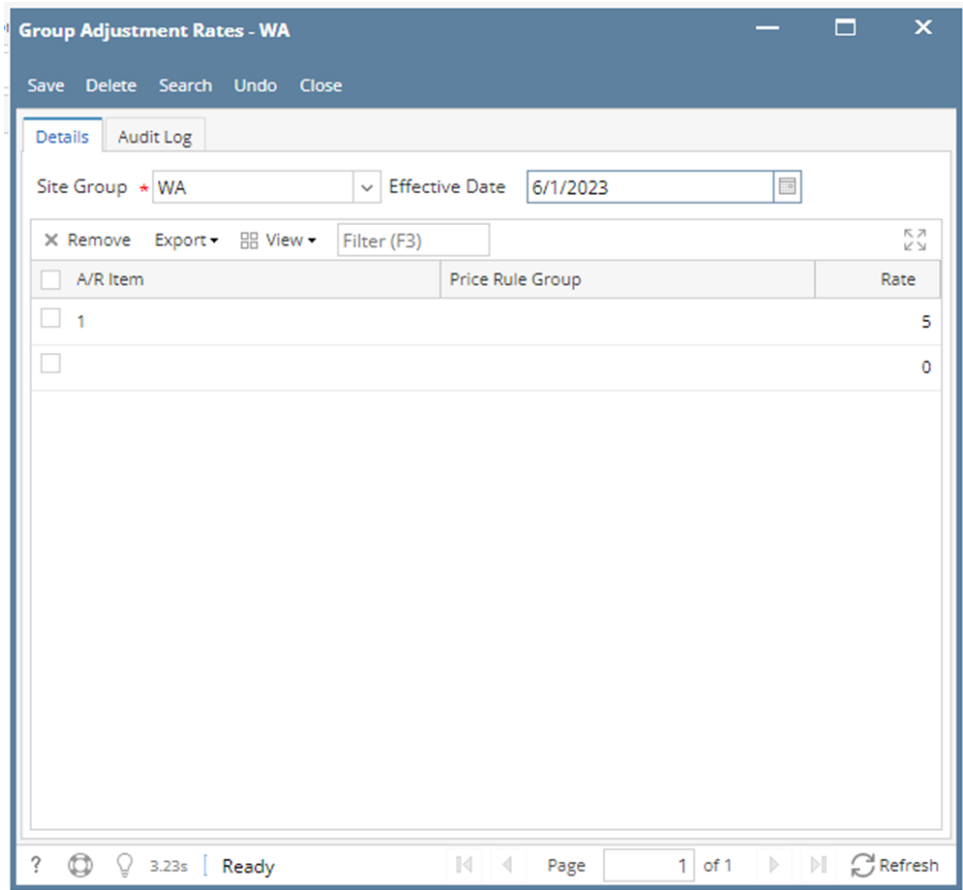 Group Adjustment Rates - WA
Save Delete Search Undo Close
Details Audit Log
Site Group * WA Effective Date 6/1/2023
Remove Export View Filter (F3)
A/R Item Price Rule Group Rate
1 5
0
? 3.23s Ready Page 1 of 1 Refresh